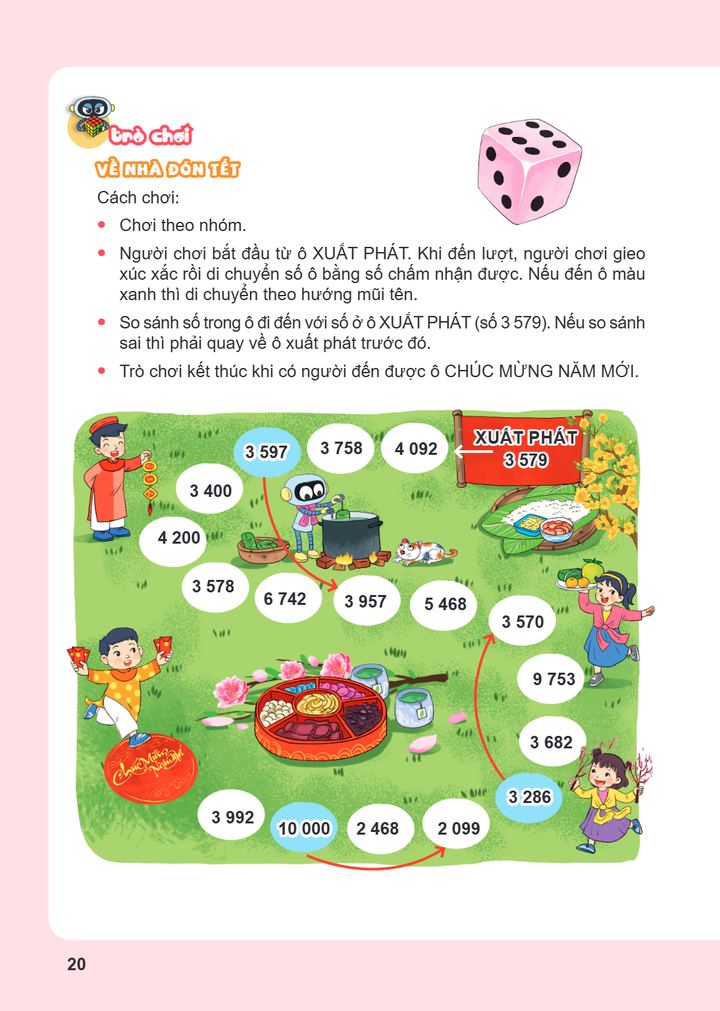 trò chơi
VỀ NHÀ ĐÓN TẾT
Cách chơi:
• Chơi theo nhóm.
• Người chơi bắt đầu từ ô XUẤT PHÁT. Khi đến lượt, người chơi gieo
xúc xắc rồi di chuyển số ô bằng số chấm nhận được. Nếu đến ô màu
xanh thì di chuyển theo hướng mũi tên.
• So sánh số trong ô đi đến với số ở ô XUẤT PHÁT (số 3 579). Nếu so sánh
sai thì phải quay về ô xuất phát trước đó.
• Trò chơi kết thúc khi có người đến được ô CHÚC MỪNG NĂM MỚI.
XUẤT PHÁT
3 579
4 092
3 758
3 597
3 400
4 200
3 578
6 742
3 957
5 468
3 570
9 753
3 682
3 286
2 099
2 468
10 000
3 992
Chúc Mừng
Năm Mới
20